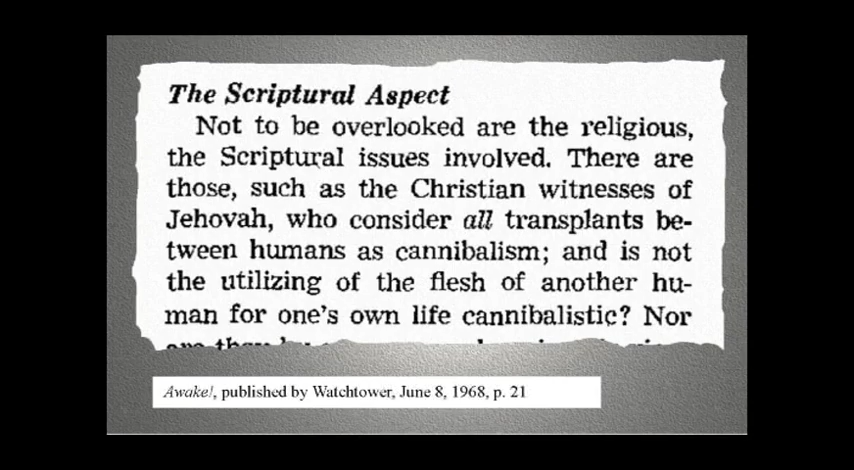 The Scriptural Aspect
Not to be overlooked are the religious,
the Scriptural issues involved. There are
those, such as the Christian witnesses of
Jehovah, who consider all transplants be-
tween humans as cannibalism; and is not
the utilizing of the flesh of another hu-
man for one's own life cannibalistic? Nor
Awake!, published by Watchtower, June 8, 1968, p. 21